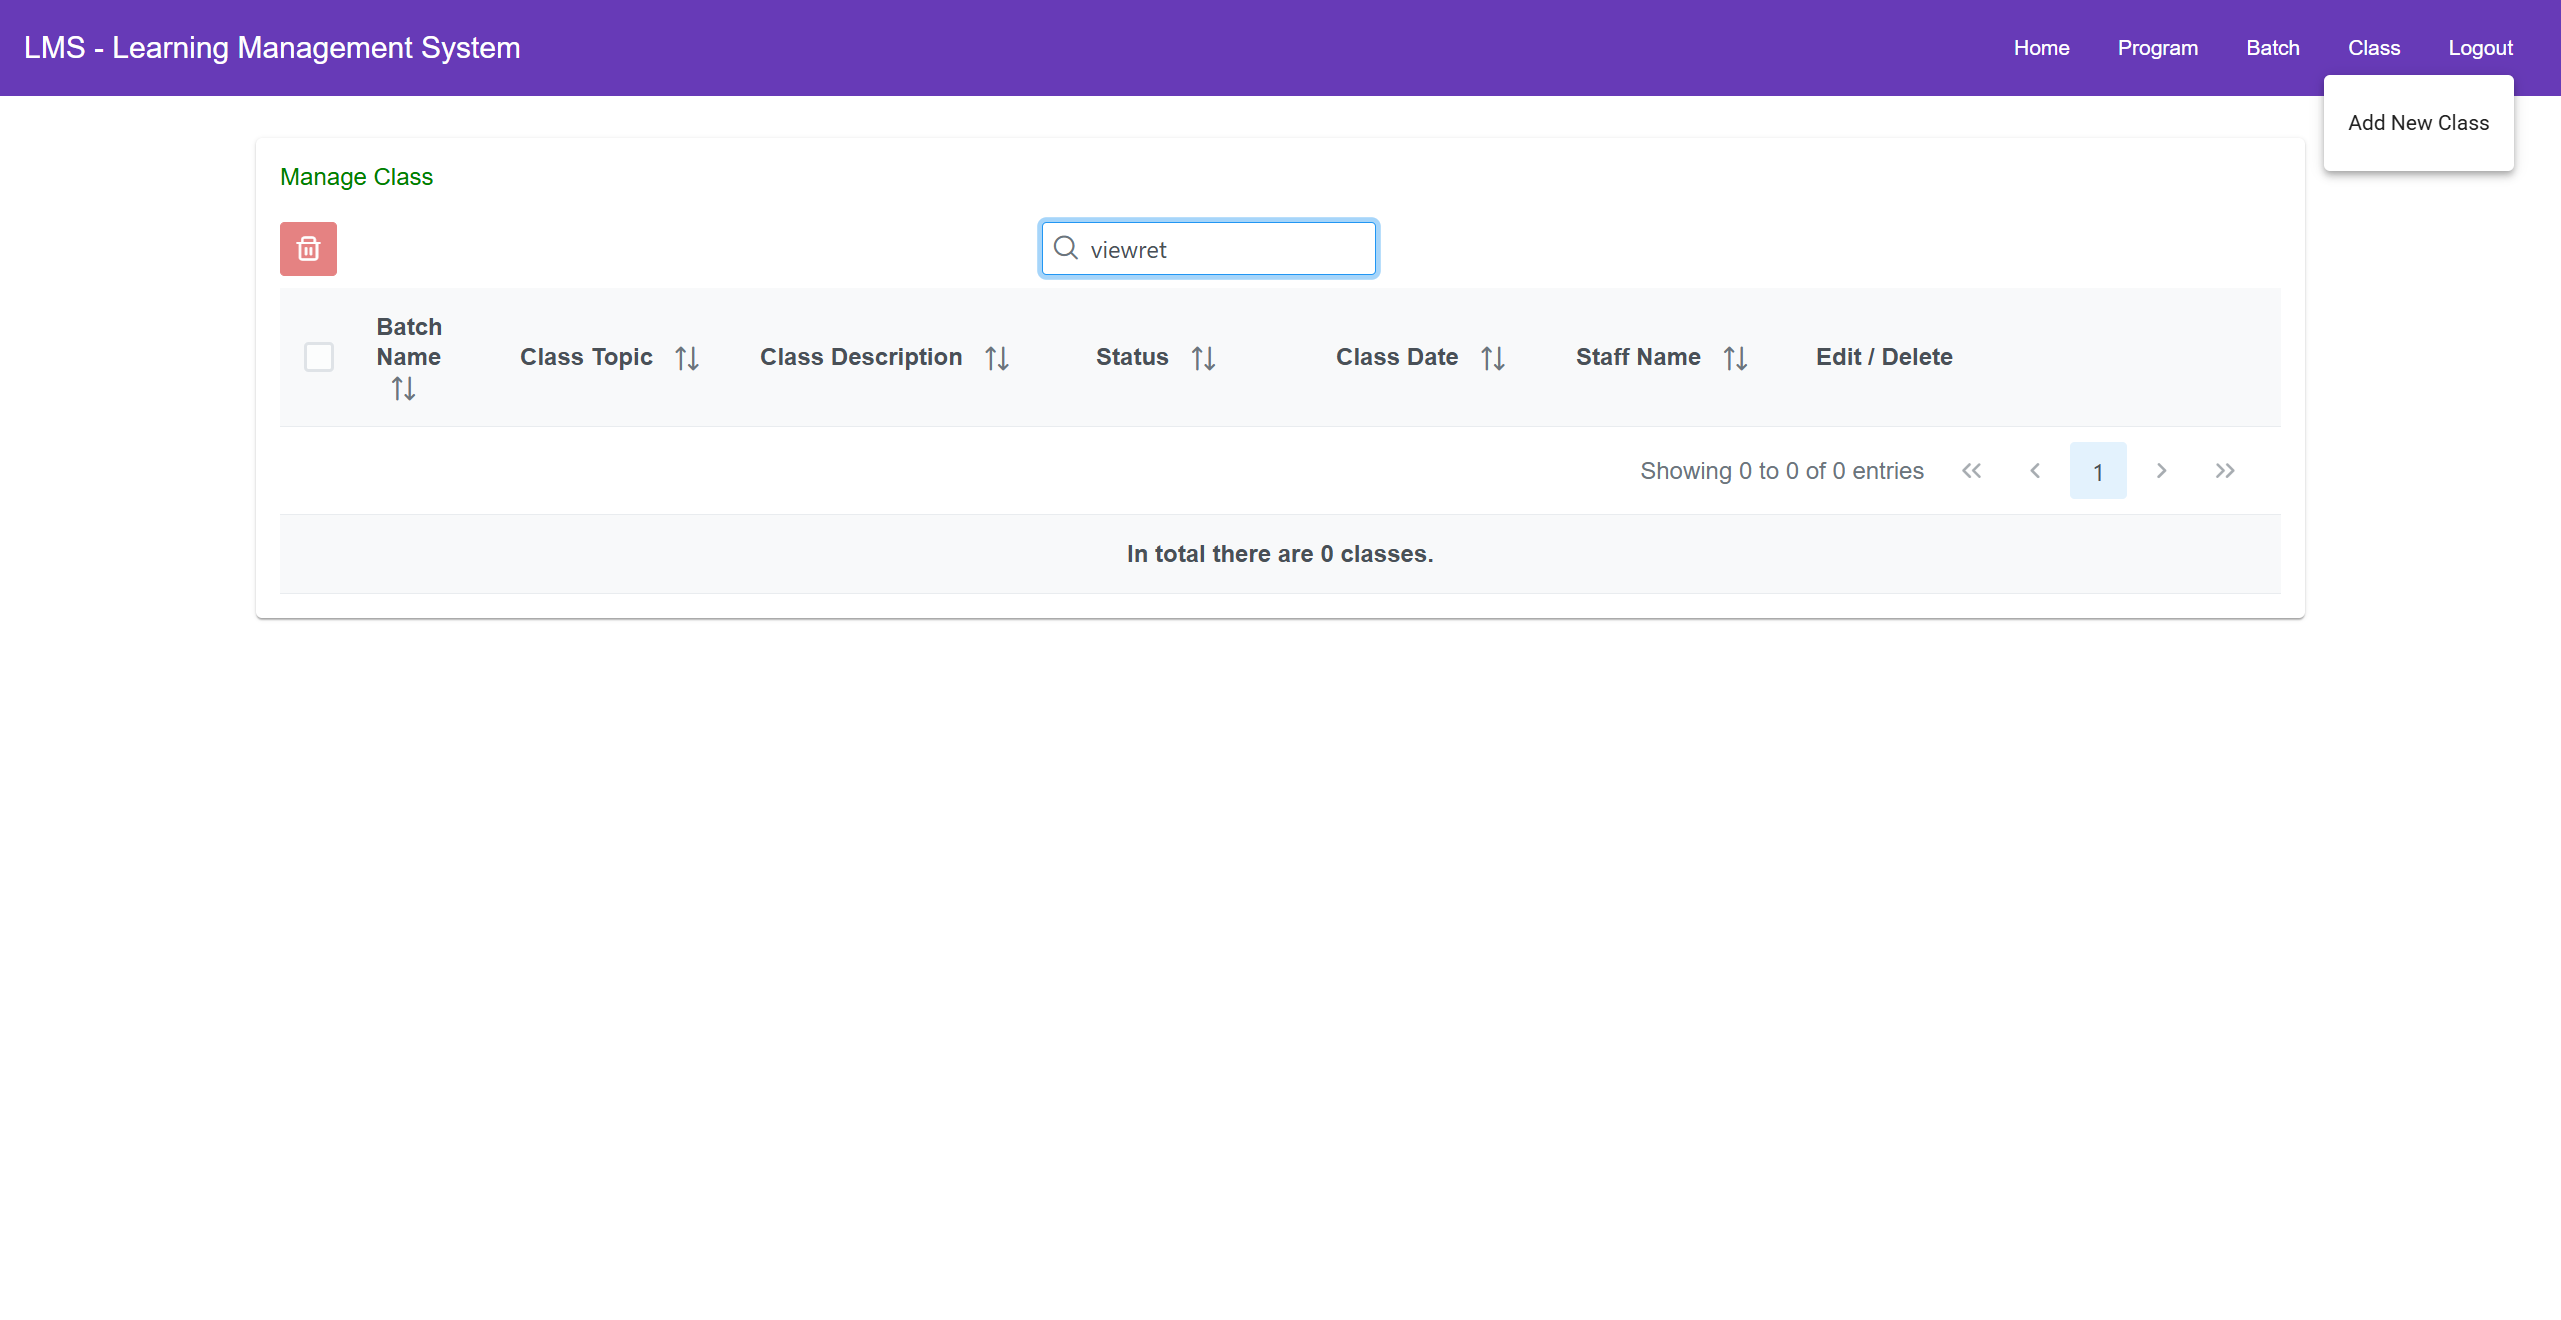 LMS - Learning Management System
Home Program Batch Class Logout
Add New Class
Manage Class
viewret
Batch Name Class Topic Class Description Status Class Date Staff Name Edit / Delete
Showing 0 to 0 of 0 entries 1
In total there are 0 classes.